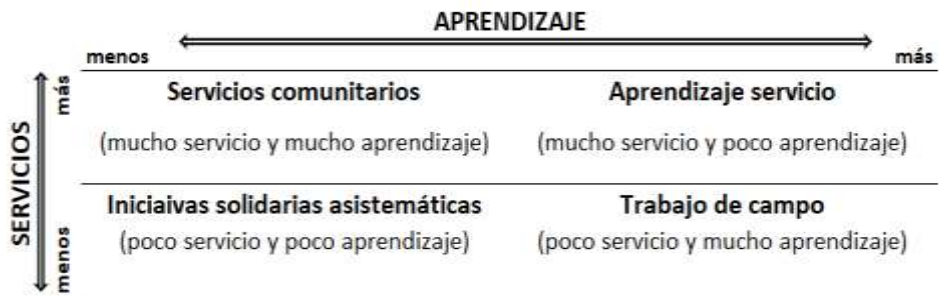 APRENDIZAJE
menos más
SERVICIOS
más
Servicios comunitarios Aprendizaje servicio
(mucho servicio y mucho aprendizaje) (mucho servicio y poco aprendizaje)
menos
Iniciaivas solidarias asistemáticas Trabajo de campo
(poco servicio y poco aprendizaje) (poco servicio y mucho aprendizaje)